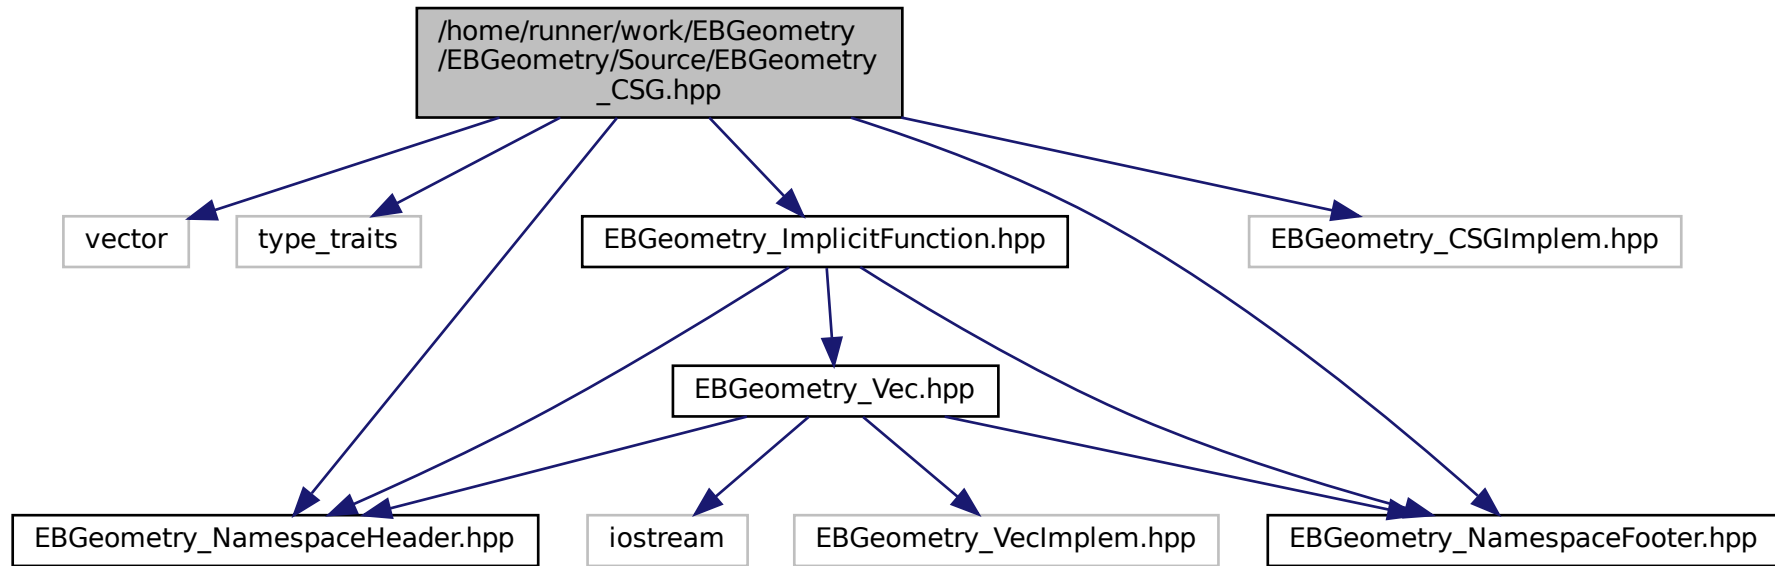 /home/runner/work/EBGeometry
/EBGeometry/Source/EBGeometry
_CSG.hpp
vector
type_traits
EBGeometry_ImplicitFunction.hpp
EBGeometry_CSGImplem.hpp
EBGeometry_Vec.hpp
EBGeometry_NamespaceHeader.hpp
iostream
EBGeometry_VecImplem.hpp
EBGeometry_NamespaceFooter.hpp